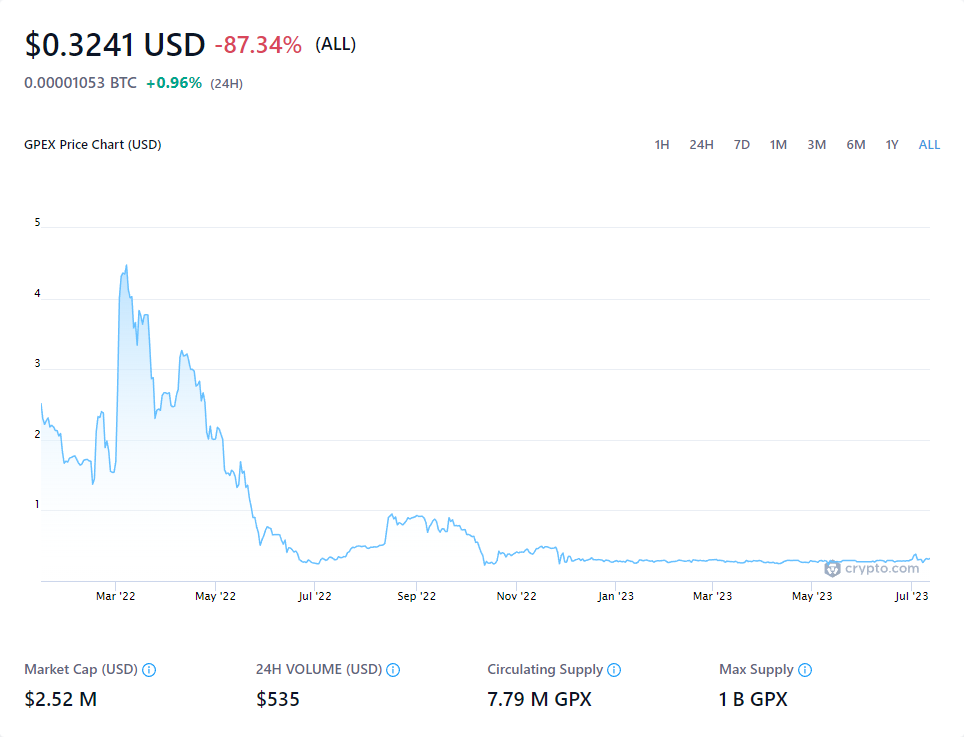 $0.3241 USD -87.34% (ALL)
0.00001053 BTC +0.96% (24H)
GPEX Price Chart (USD) 1H 24H 7D 1M 3M 6M 1Y ALL
5
4
3
2
1
crypto.com
Mar '22 May '22 Jul '22 Sep '22 Nov '22 Jan '23 Mar '23 May '23 Jul '23
Market Cap (USD) 24H VOLUME (USD) Circulating Supply Max Supply
$2.52 M $535 7.79 M GPX 1 B GPX